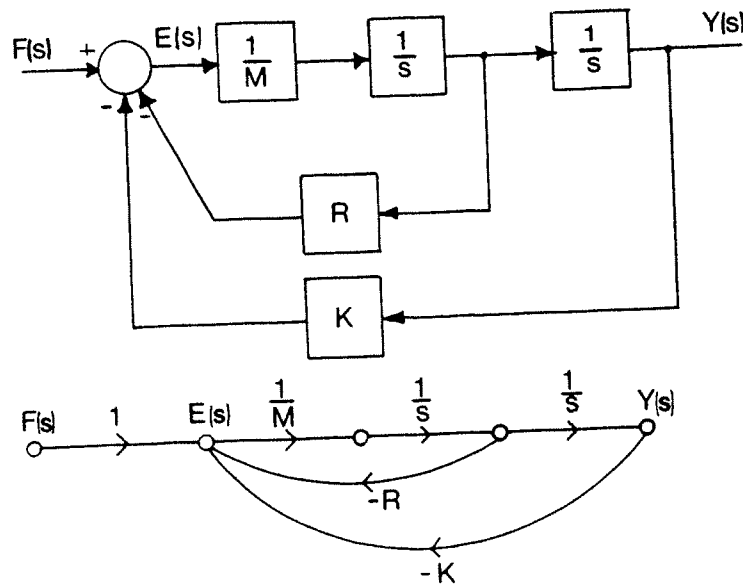 F(s) + E(s) 1/M 1/s 1/s Y(s)
- -
R
K
F(s) 1 E(s) 1/M 1/s 1/s Y(s)
-R
-K